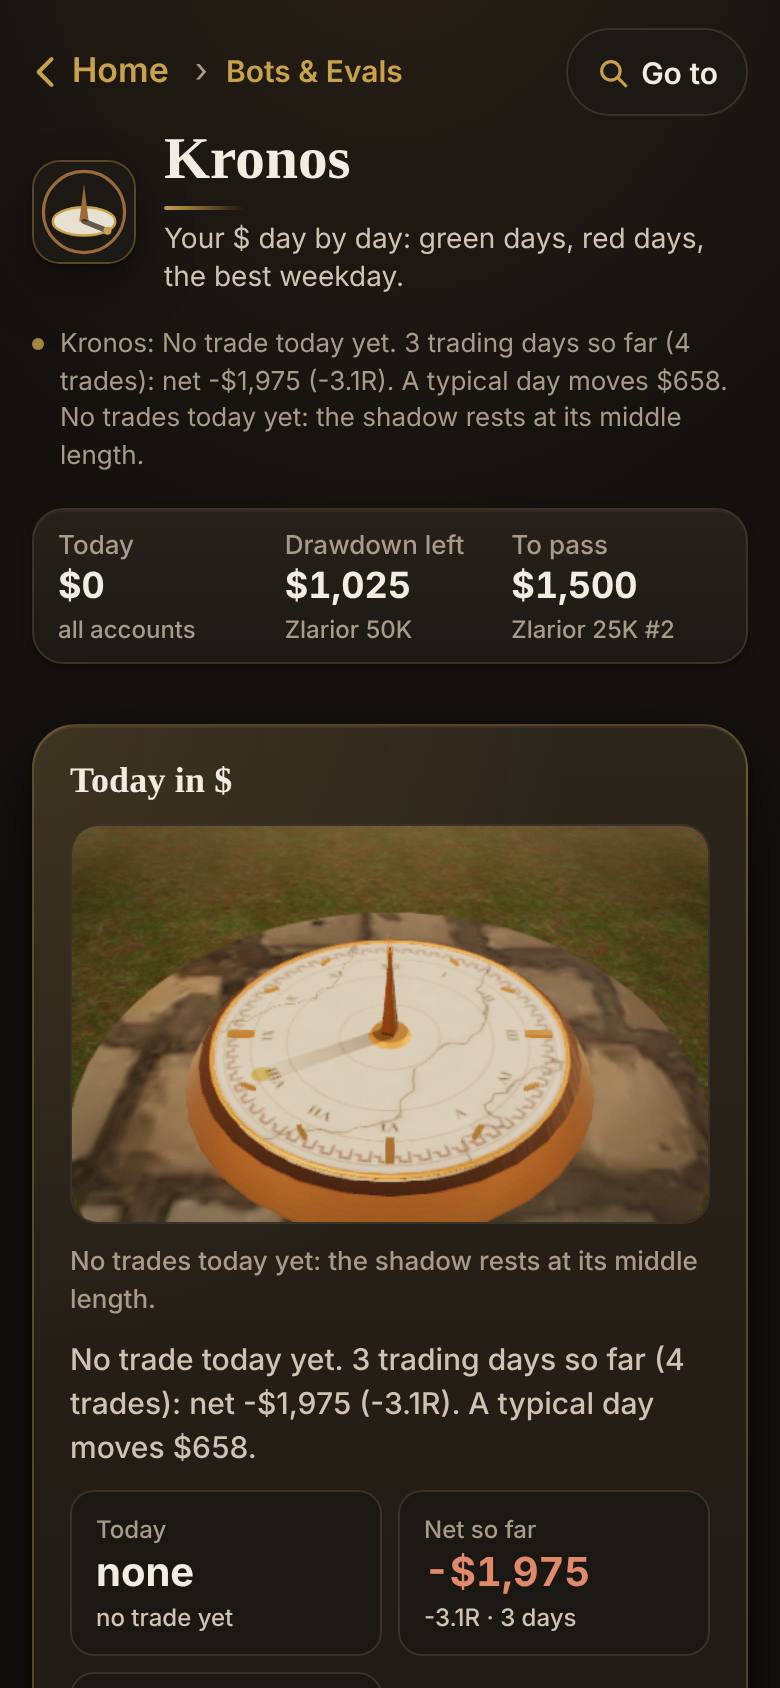 Home › Bots & Evals
Go to
Kronos
Your $ day by day: green days, red days,
the best weekday.
Kronos: No trade today yet. 3 trading days so far (4
trades): net -$1,975 (-3.1R). A typical day moves $658.
No trades today yet: the shadow rests at its middle
length.
Today
$0
all accounts
Drawdown left
$1,025
Zlarior 50K
To pass
$1,500
Zlarior 25K #2
Today in $
VIII
VII
VI
V
No trades today yet: the shadow rests at its middle
length.
No trade today yet. 3 trading days so far (4
trades): net -$1,975 (-3.1R). A typical day
moves $658.
Today
none
no trade yet
Net so far
-$1,975
-3.1R · 3 days